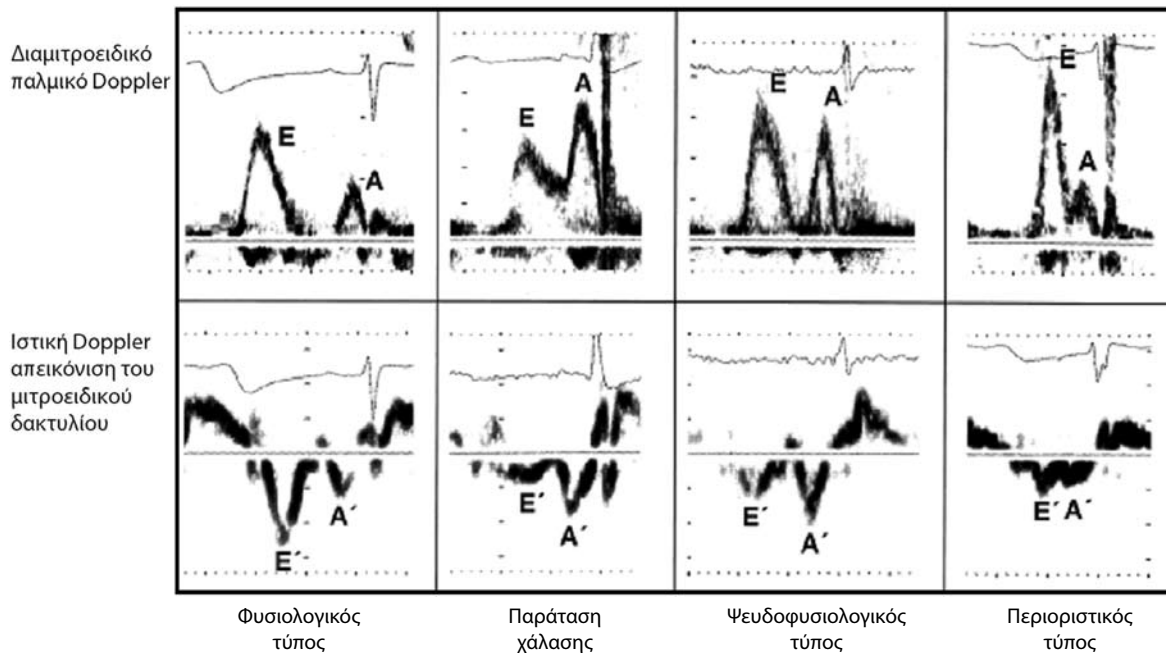 Διαμιτροειδικό
παλμικό Doppler
E
A
E
A
E
A
E
A
Ιστική Doppler
απεικόνιση του
μιτροειδικού
δακτυλίου
E´
A´
E´
A´
E´
A´
E´ A´
Φυσιολογικός
τύπος
Παράταση
χάλασης
Ψευδοφυσιολογικός
τύπος
Περιοριστικός
τύπος